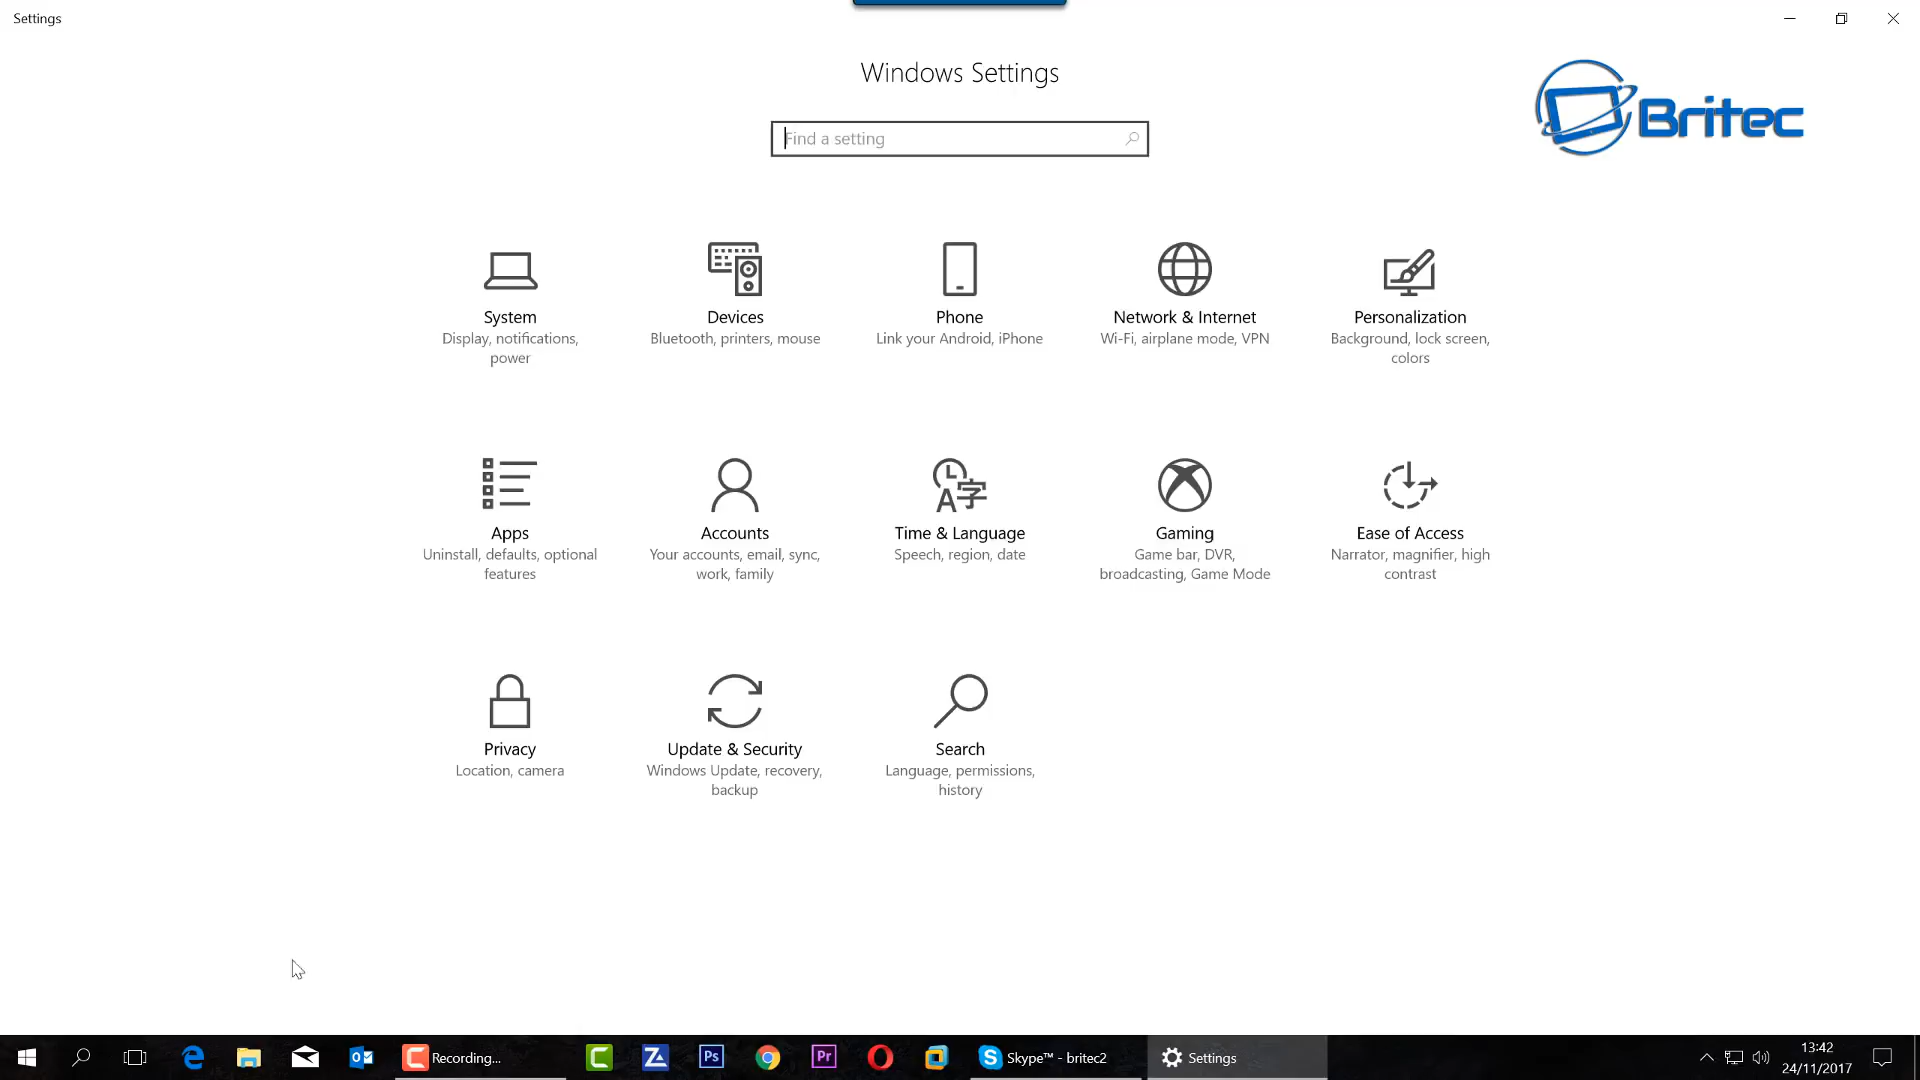 Settings
Windows Settings
Britec
Find a setting
System
Display, notifications,
power
Devices
Bluetooth, printers, mouse
Phone
Link your Android, iPhone
Network & Internet
Wi-Fi, airplane mode, VPN
Personalization
Background, lock screen,
colors
Apps
Uninstall, defaults, optional
features
Accounts
Your accounts, email, sync,
work, family
Time & Language
Speech, region, date
Gaming
Game bar, DVR,
broadcasting, Game Mode
Ease of Access
Narrator, magnifier, high
contrast
Privacy
Location, camera
Update & Security
Windows Update, recovery,
backup
Search
Language, permissions,
history
Recording...
Ps
Pr
Skype™ - britec2
Settings
13:42
24/11/2017